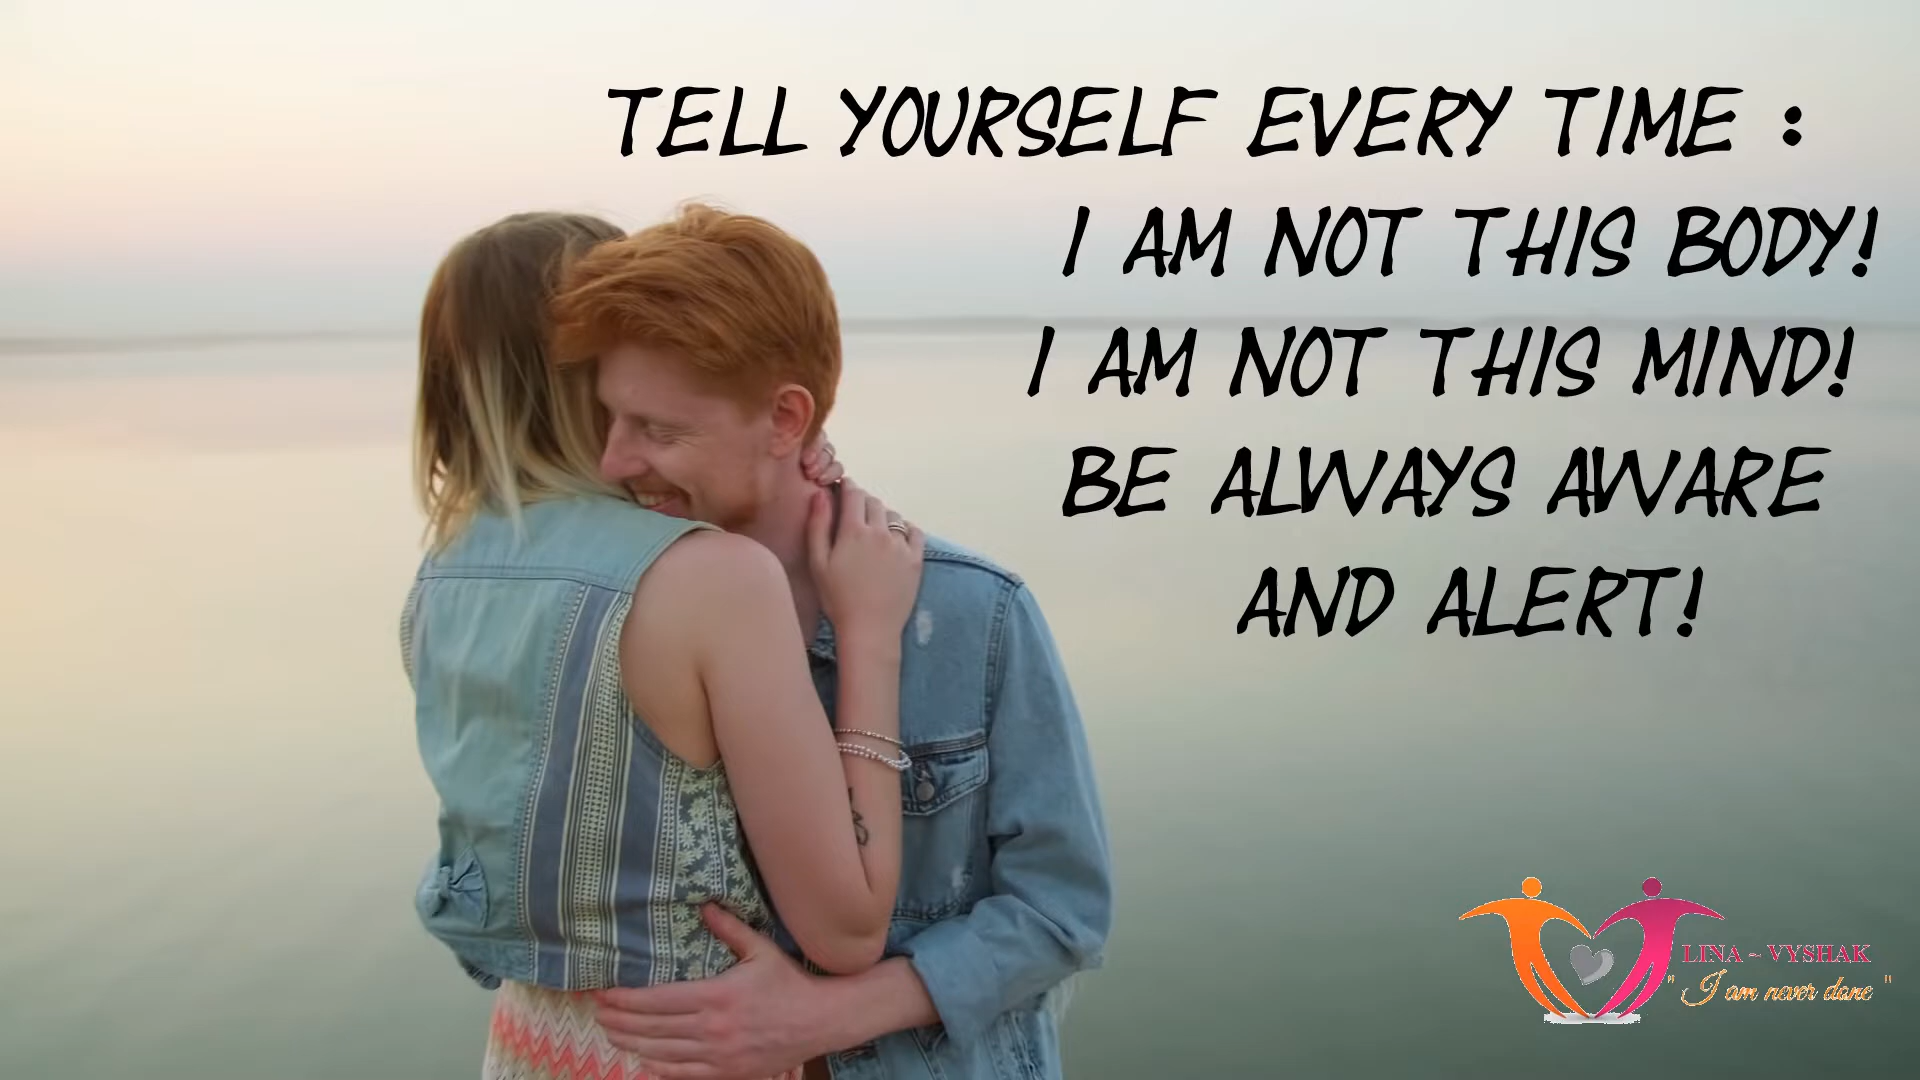 TELL YOURSELF EVERY TIME :
I AM NOT THIS BODY!
I AM NOT THIS MIND!
BE ALWAYS AWARE
AND ALERT!
LINA ~ VYSHAK
" I am never done "